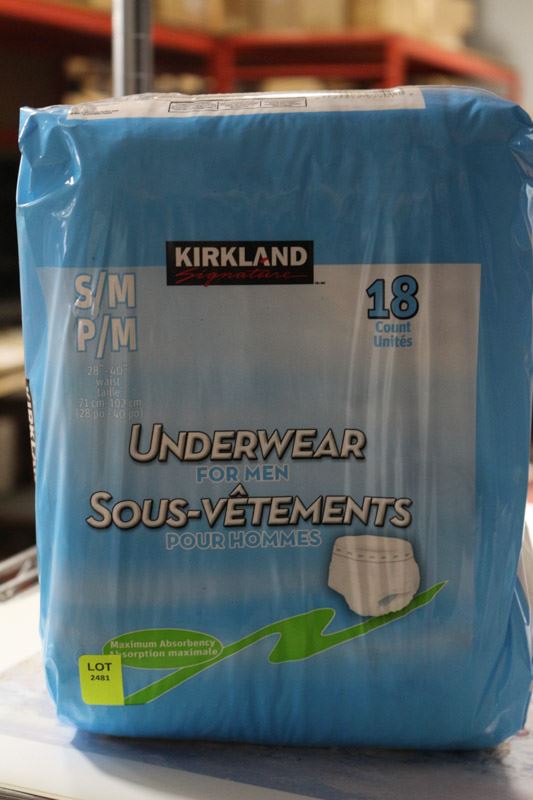 KIRKLAND
Signature
S/M
P/M
18
Count
Unités
28" - 40"
waist
taille
71 cm-102 cm
(28 po - 40 po)
UNDERWEAR
FOR MEN
SOUS-VÊTEMENTS
POUR HOMMES
Maximum Absorbency
Absorption maximale
LOT
2481